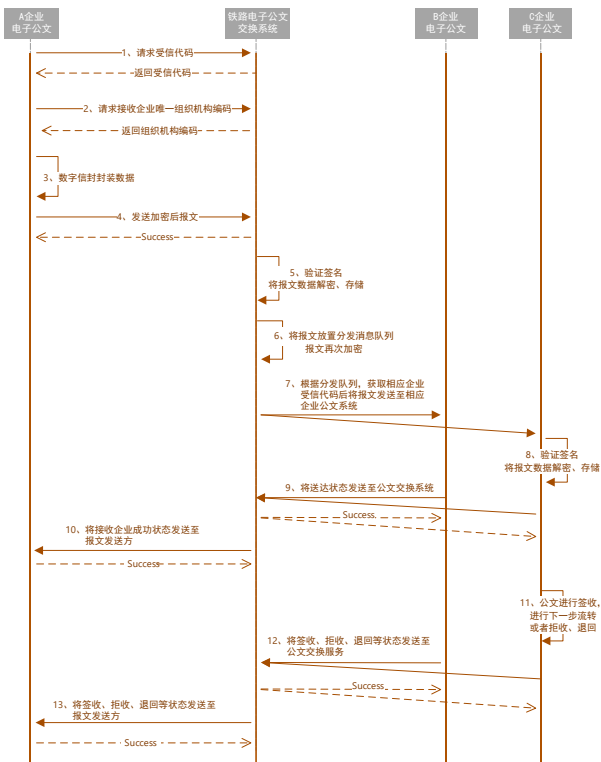 A企业
电子公文
铁路电子公文
交换系统
B企业
电子公文
C企业
电子公文
1、请求受信代码
返回受信代码
2、请求接收企业唯一组织机构编码
返回组织机构编码
3、数字信封封装数据
4、发送加密后报文
Success
5、验证签名
将报文数据解密、存储
6、将报文放置分发消息队列
报文再次加密
7、根据分发队列，获取相应企业
受信代码后将报文发送至相应
企业公文系统
8、验证签名
将报文数据解密、存储
9、将送达状态发送至公文交换系统
Success
10、将接收企业成功状态发送至
报文发送方
Success
11、公文进行签收，
进行下一步流转
或者拒收、退回
12、将签收、拒收、退回等状态发送至
公文交换服务
Success
13、将签收、拒收、退回等状态发送至
报文发送方
Success